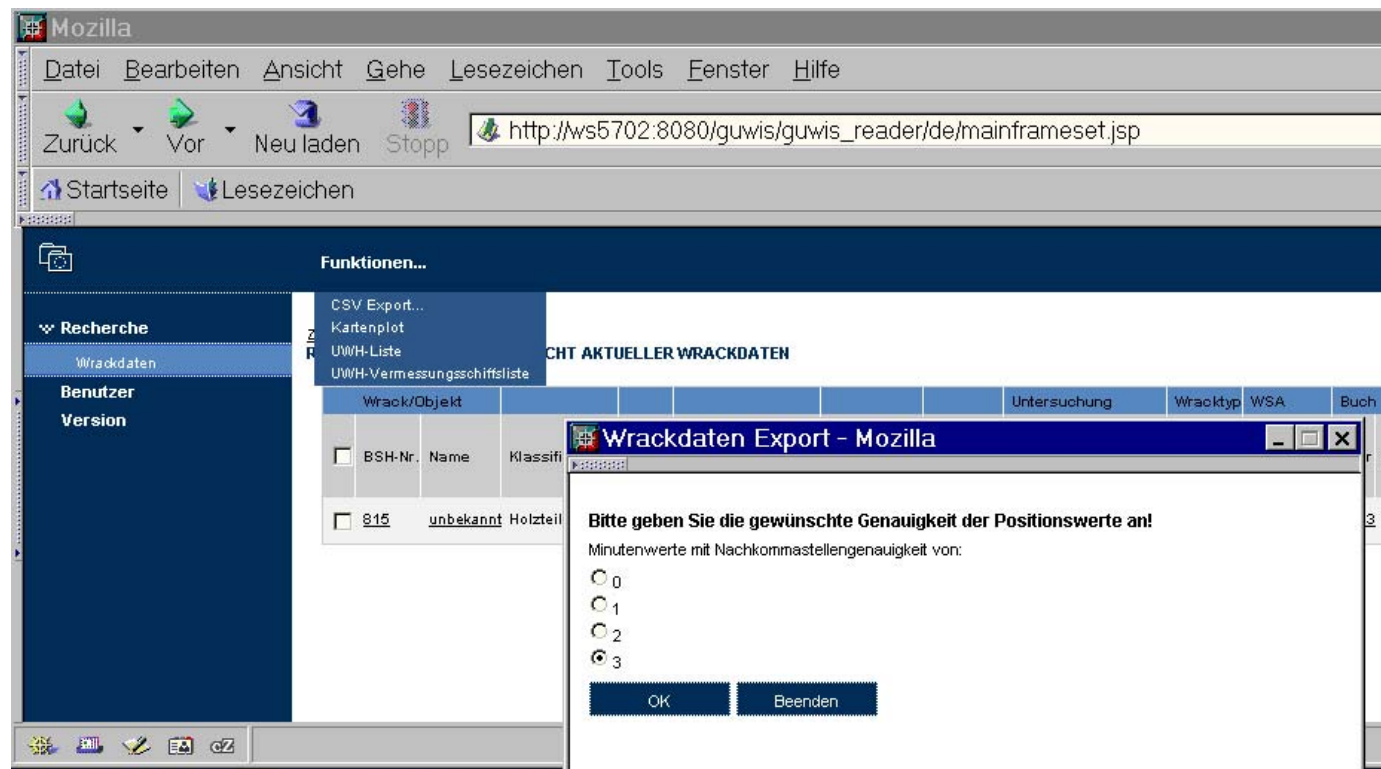 Mozilla
Datei Bearbeiten Ansicht Gehe Lesezeichen Tools Fenster Hilfe
Zurück Vor Neu laden Stopp http://ws5702:8080/guwis/guwis_reader/de/mainframeset.jsp
Startseite Lesezeichen
Funktionen...
CSV Export...
Kartenplot
UWH-Liste
UWH-Vermessungsschiffsliste
Recherche
Wrackdaten
Benutzer
Version
Z
R CHT AKTUELLER WRACKDATEN
Wrack/Objekt Untersuchung Wracktyp WSA Buch
BSH-Nr. Name Klassifi r
815 unbekannt Holzteil 3
Wrackdaten Export - Mozilla
Bitte geben Sie die gewünschte Genauigkeit der Positionswerte an!
Minutenwerte mit Nachkommastellengenauigkeit von:
0
1
2
3
OK Beenden